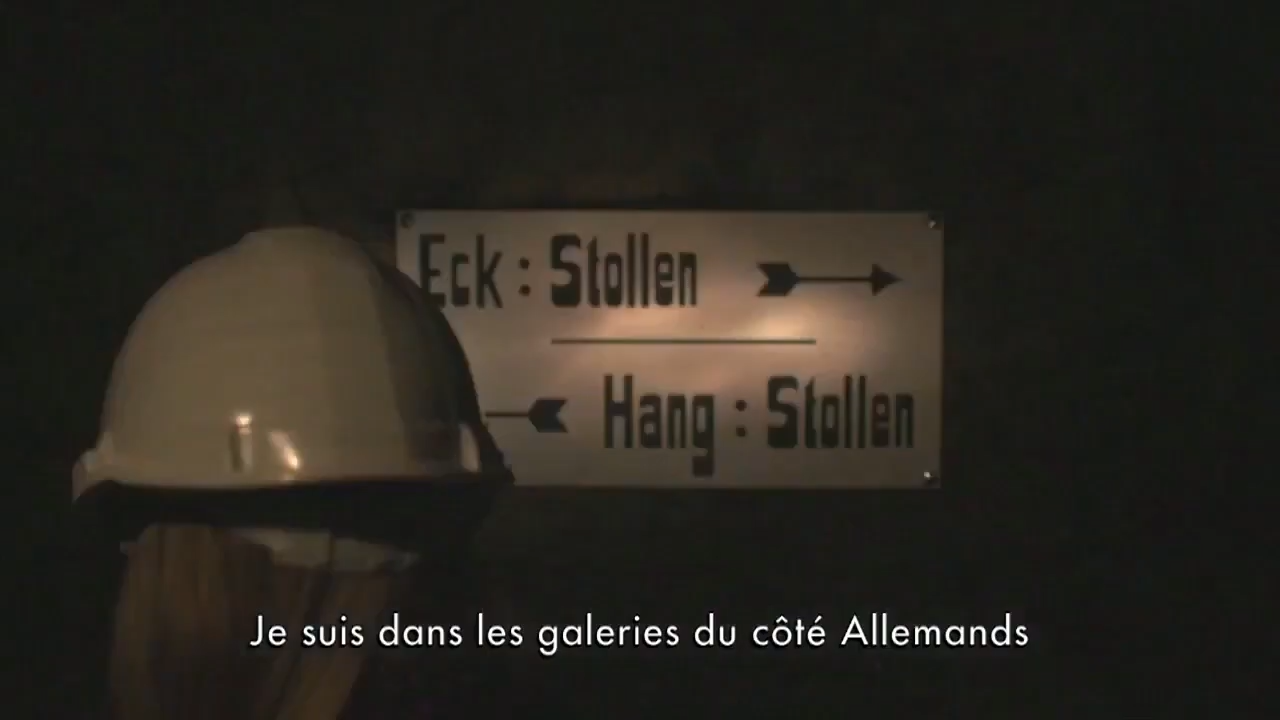 Eck : Stollen
Hang : Stollen
Je suis dans les galeries du côté Allemands